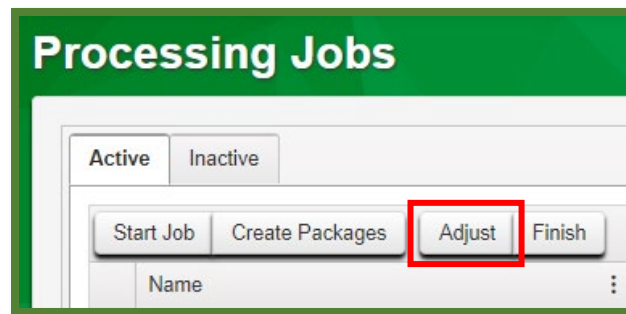 Processing Jobs
Active Inactive
Start Job Create Packages Adjust Finish
Name